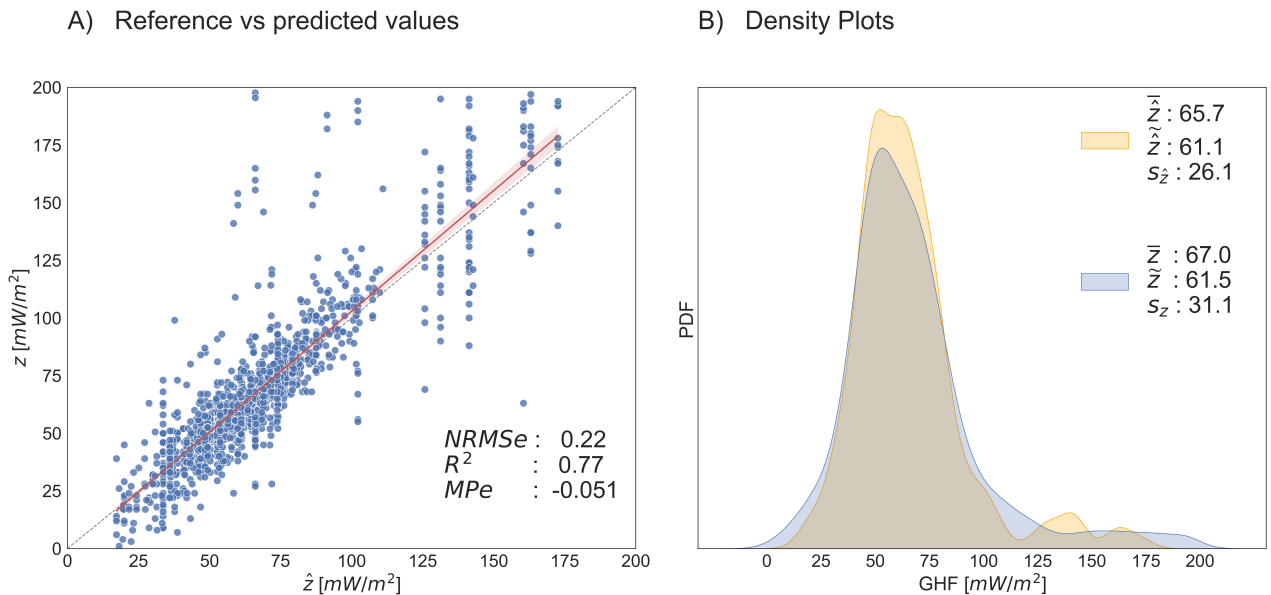 A) Reference vs predicted values
200
175
150
125
100
75
50
25
0
z [mW/m²]
0 25 50 75 100 125 150 175 200
ẑ [mW/m²]
NRMSe : 0.22
R² : 0.77
MPe : -0.051
B) Density Plots
PDF
0 25 50 75 100 125 150 175 200
GHF [mW/m²]
ẑ̅ : 65.7
ẑ̃ : 61.1
s_ẑ : 26.1
z̅ : 67.0
z̃ : 61.5
s_z : 31.1